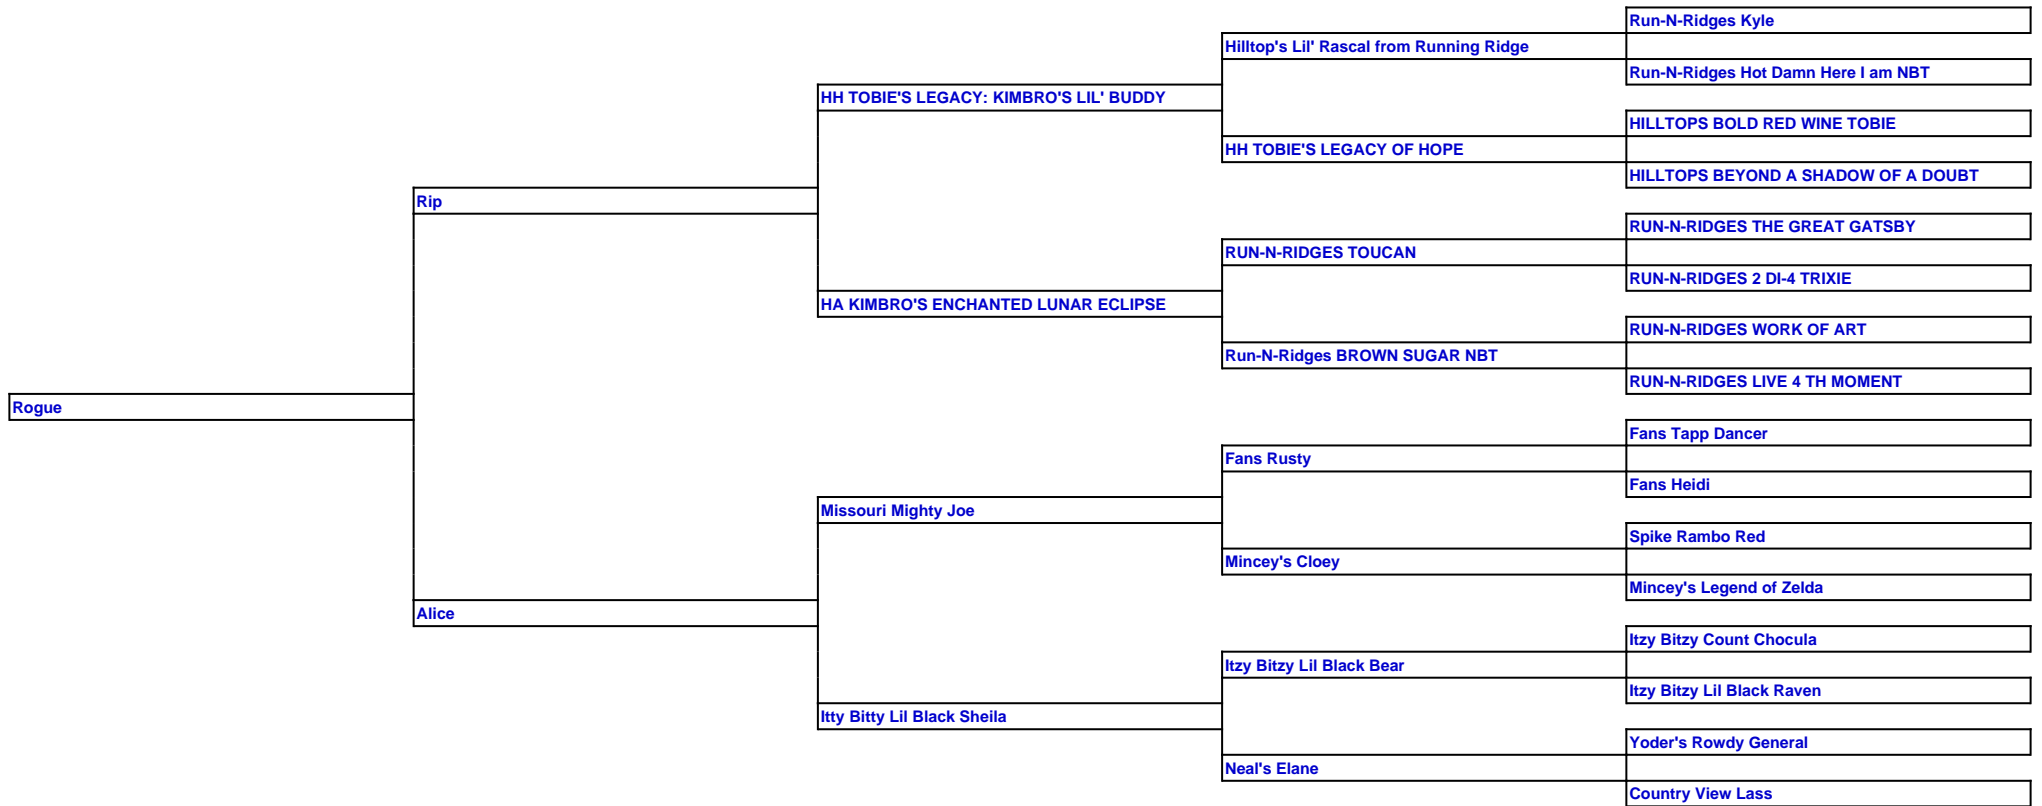 Run-N-Ridges Kyle
Hilltop's Lil' Rascal from Running Ridge
Run-N-Ridges Hot Damn Here I am NBT
HH TOBIE'S LEGACY: KIMBRO'S LIL' BUDDY
HILLTOPS BOLD RED WINE TOBIE
HH TOBIE'S LEGACY OF HOPE
HILLTOPS BEYOND A SHADOW OF A DOUBT
Rip
RUN-N-RIDGES THE GREAT GATSBY
RUN-N-RIDGES TOUCAN
RUN-N-RIDGES 2 DI-4 TRIXIE
HA KIMBRO'S ENCHANTED LUNAR ECLIPSE
RUN-N-RIDGES WORK OF ART
Run-N-Ridges BROWN SUGAR NBT
RUN-N-RIDGES LIVE 4 TH MOMENT
Rogue
Fans Tapp Dancer
Fans Rusty
Fans Heidi
Missouri Mighty Joe
Spike Rambo Red
Mincey's Cloey
Mincey's Legend of Zelda
Alice
Itzy Bitzy Count Chocula
Itzy Bitzy Lil Black Bear
Itzy Bitzy Lil Black Raven
Itty Bitty Lil Black Sheila
Yoder's Rowdy General
Neal's Elane
Country View Lass